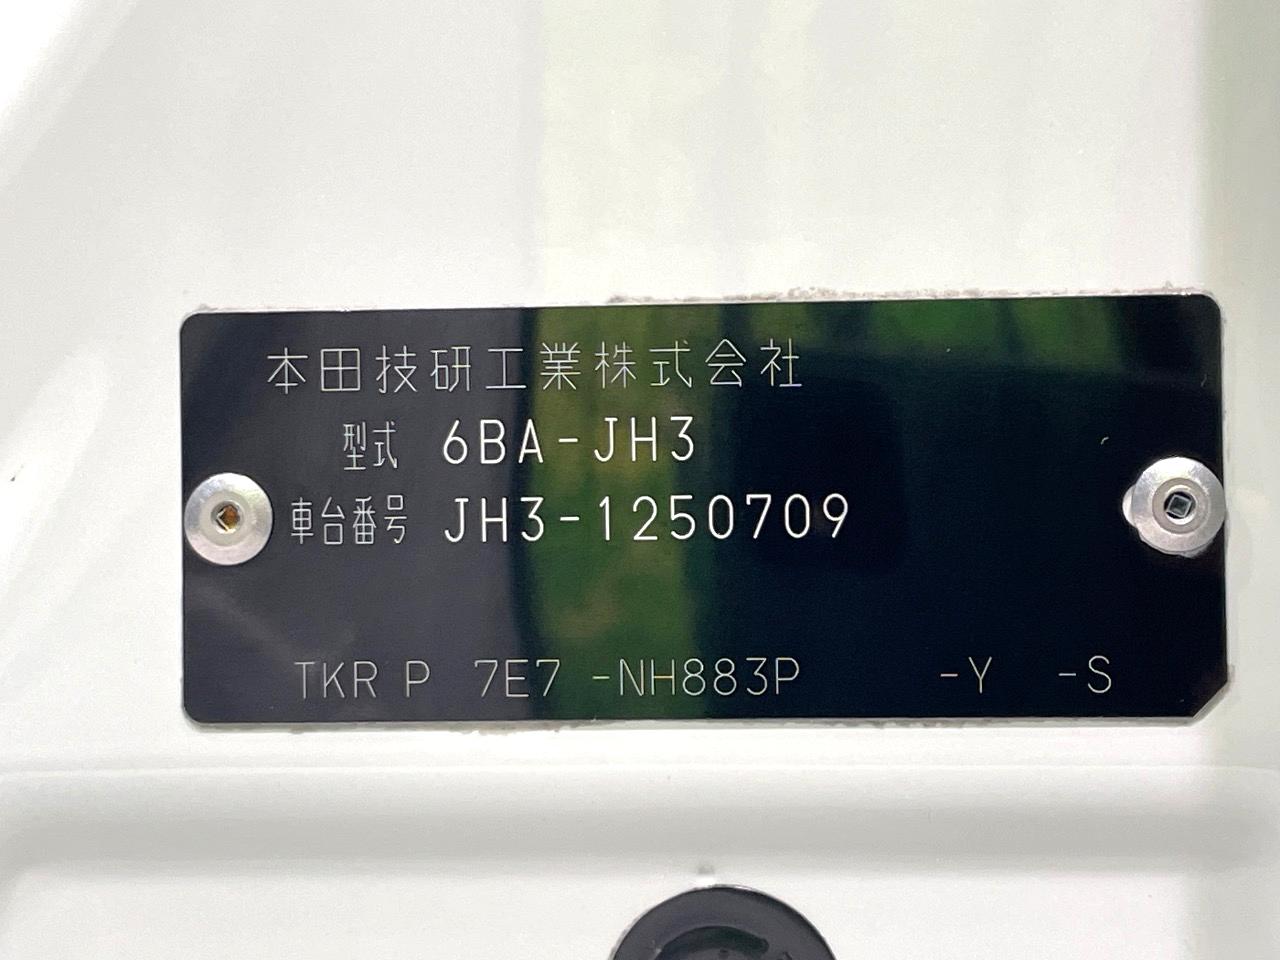 本田技研工業株式会社
型式 6BA-JH3
車台番号 JH3-1250709
TKR P 7E7 -NH883P -Y -S